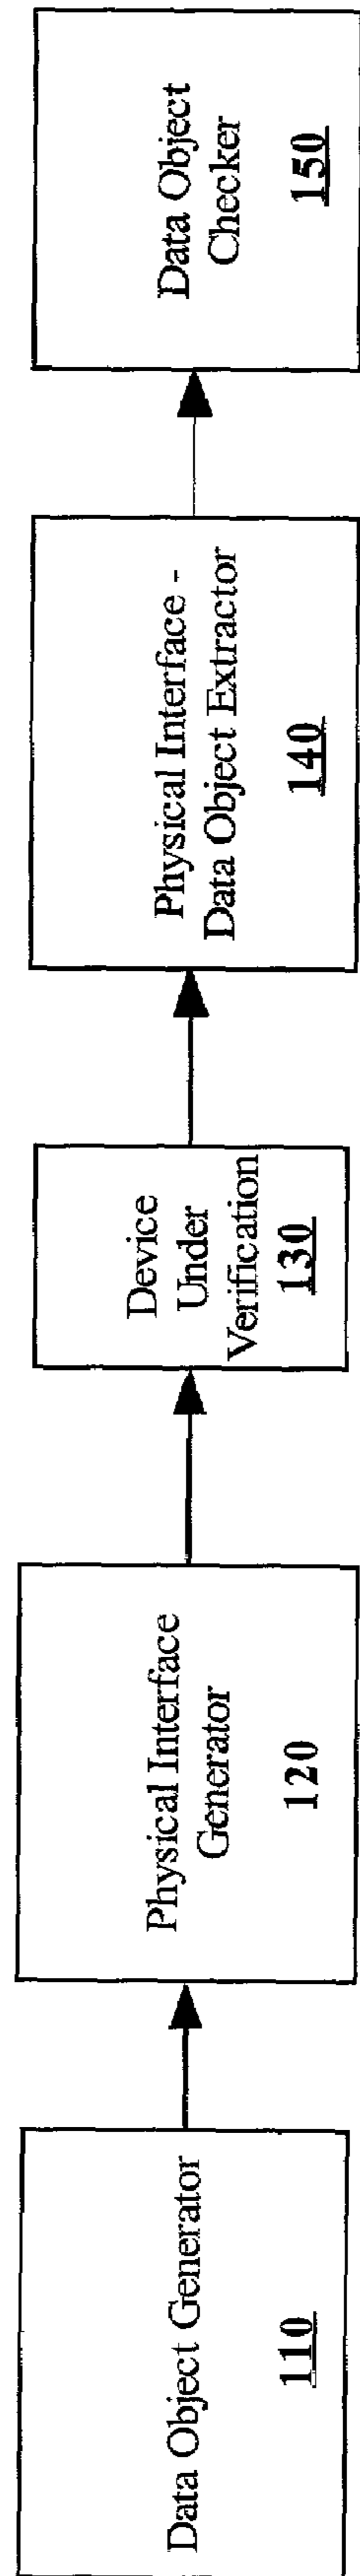 Data Object Generator
110
Physical Interface
Generator
120
Device
Under
Verification
130
Physical Interface -
Data Object Extractor
140
Data Object
Checker
150